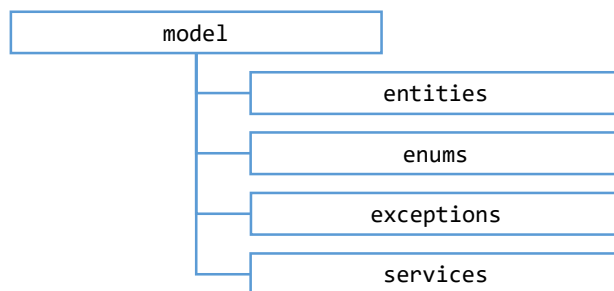 model
entities
enums
exceptions
services